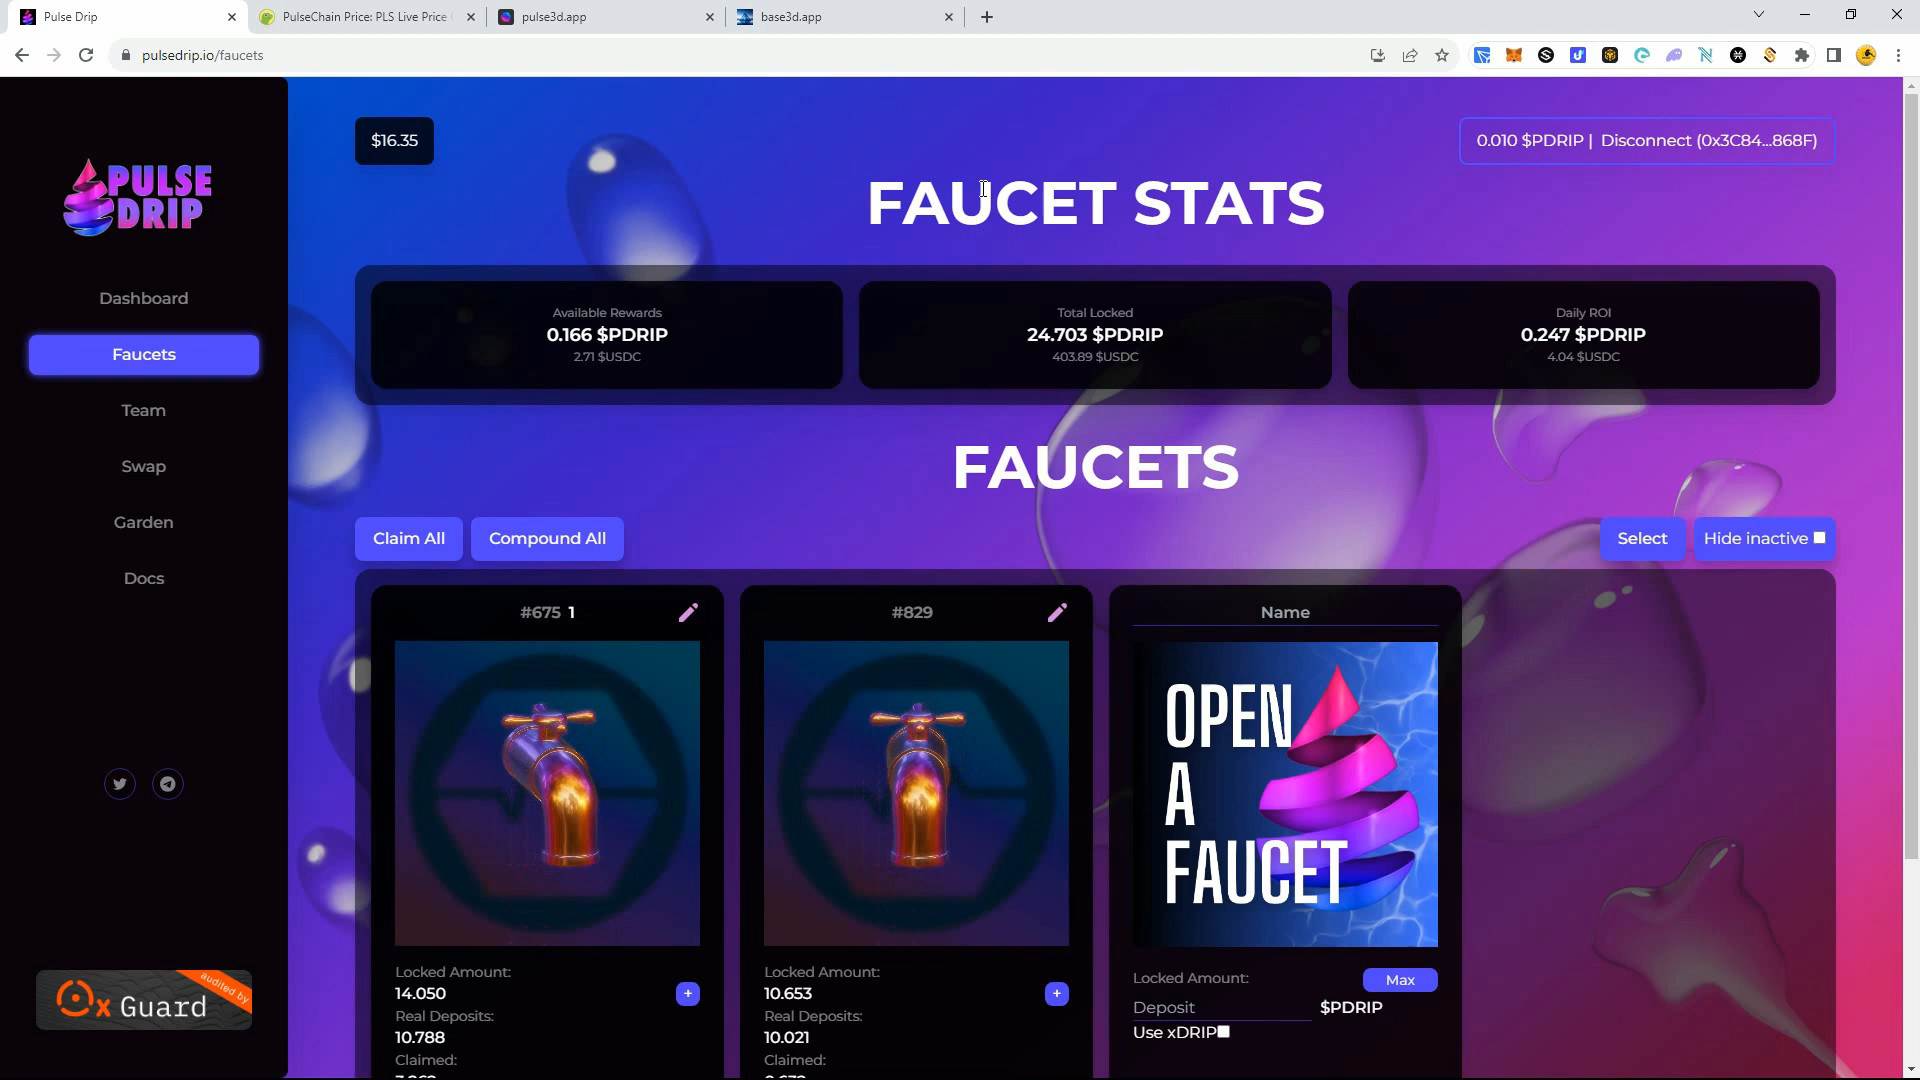 Pulse Drip
PulseChain Price: PLS Live Price
pulse3d.app
base3d.app
pulsedrip.io/faucets
PULSE
DRIP
Dashboard
Faucets
Team
Swap
Garden
Docs
audited by
0x Guard
$16.35
0.010 $PDRIP | Disconnect (0x3C84...868F)
FAUCET STATS
Available Rewards
0.166 $PDRIP
2.71 $USDC
Total Locked
24.703 $PDRIP
403.89 $USDC
Daily ROI
0.247 $PDRIP
4.04 $USDC
FAUCETS
Claim All
Compound All
Select
Hide inactive
#675 1
Locked Amount:
14.050
+
Real Deposits:
10.788
Claimed:
#829
Locked Amount:
10.653
+
Real Deposits:
10.021
Claimed:
Name
OPEN
A
FAUCET
Locked Amount:
Max
Deposit
$PDRIP
Use xDRIP